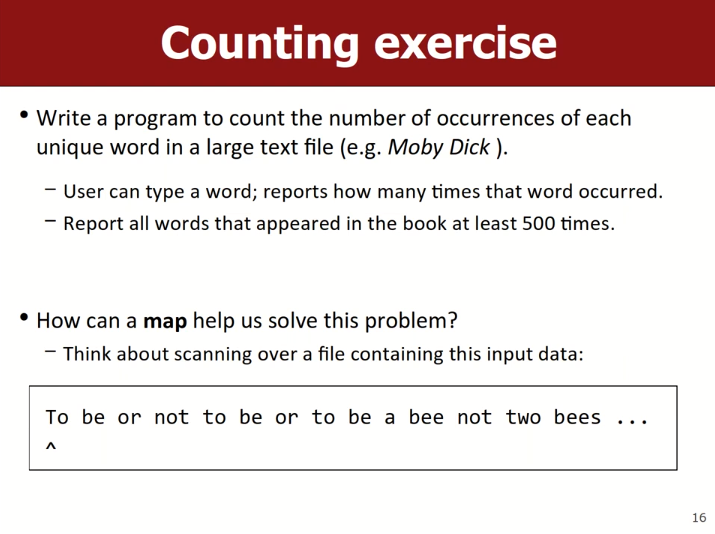 Counting exercise
• Write a program to count the number of occurrences of each
unique word in a large text file (e.g. Moby Dick ).
– User can type a word; reports how many times that word occurred.
– Report all words that appeared in the book at least 500 times.
• How can a map help us solve this problem?
– Think about scanning over a file containing this input data:
To be or not to be or to be a bee not two bees ...
^
16